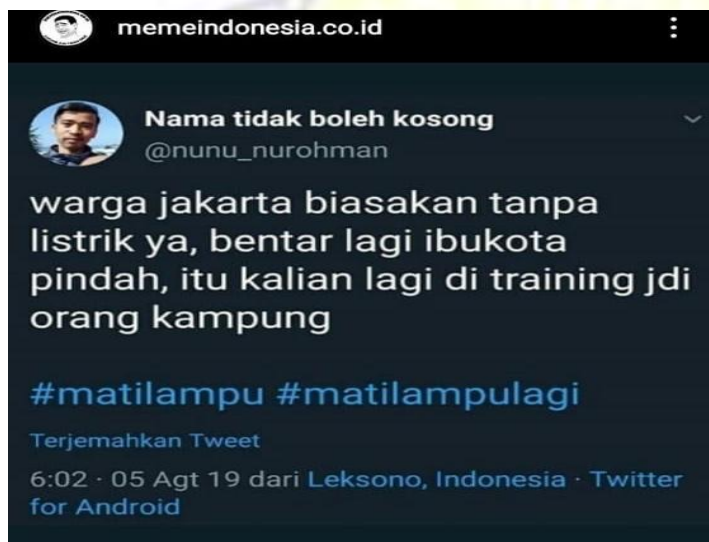 memeindonesia.co.id
Nama tidak boleh kosong
@nunu_nurohman
warga jakarta biasakan tanpa
listrik ya, bentar lagi ibukota
pindah, itu kalian lagi di training jdi
orang kampung
#matilampu #matilampulagi
Terjemahkan Tweet
6:02 · 05 Agt 19 dari Leksono, Indonesia · Twitter
for Android